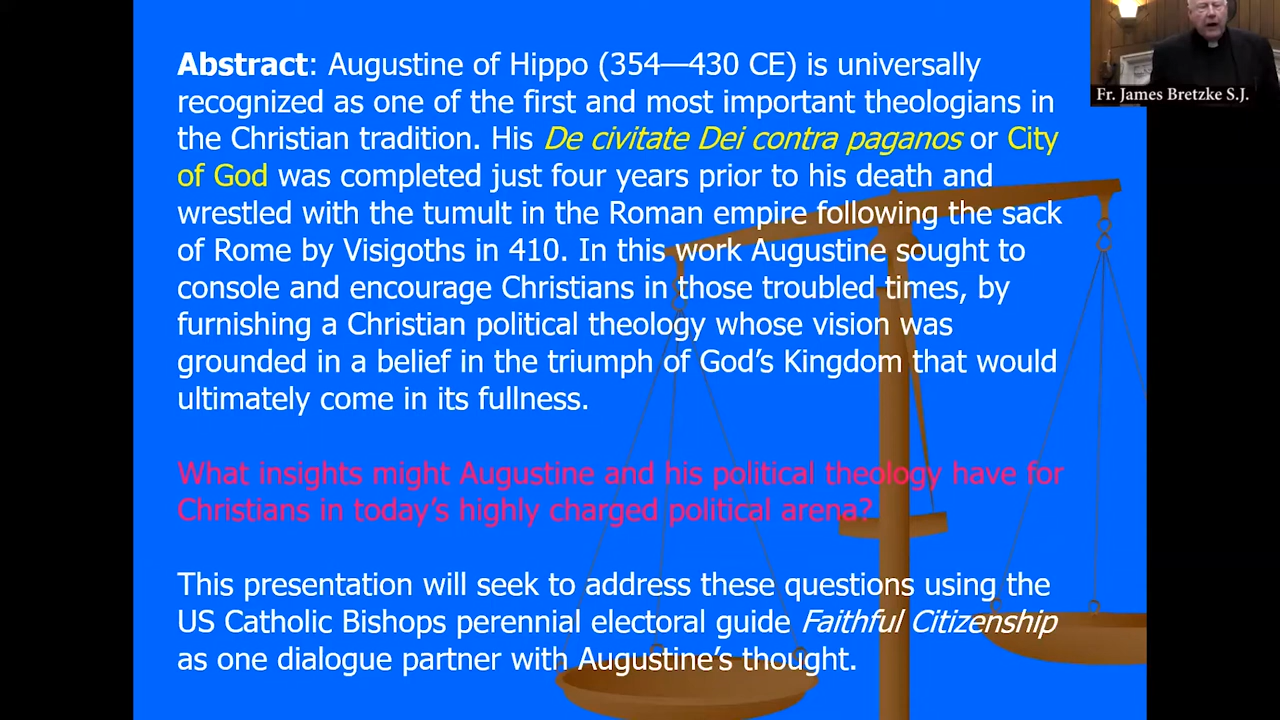 Abstract: Augustine of Hippo (354—430 CE) is universally
recognized as one of the first and most important theologians in
the Christian tradition. His De civitate Dei contra paganos or City
of God was completed just four years prior to his death and
wrestled with the tumult in the Roman empire following the sack
of Rome by Visigoths in 410. In this work Augustine sought to
console and encourage Christians in those troubled times, by
furnishing a Christian political theology whose vision was
grounded in a belief in the triumph of God’s Kingdom that would
ultimately come in its fullness.
What insights might Augustine and his political theology have for
Christians in today’s highly charged political arena?
This presentation will seek to address these questions using the
US Catholic Bishops perennial electoral guide Faithful Citizenship
as one dialogue partner with Augustine’s thought.
Fr. James Bretzke S.J.